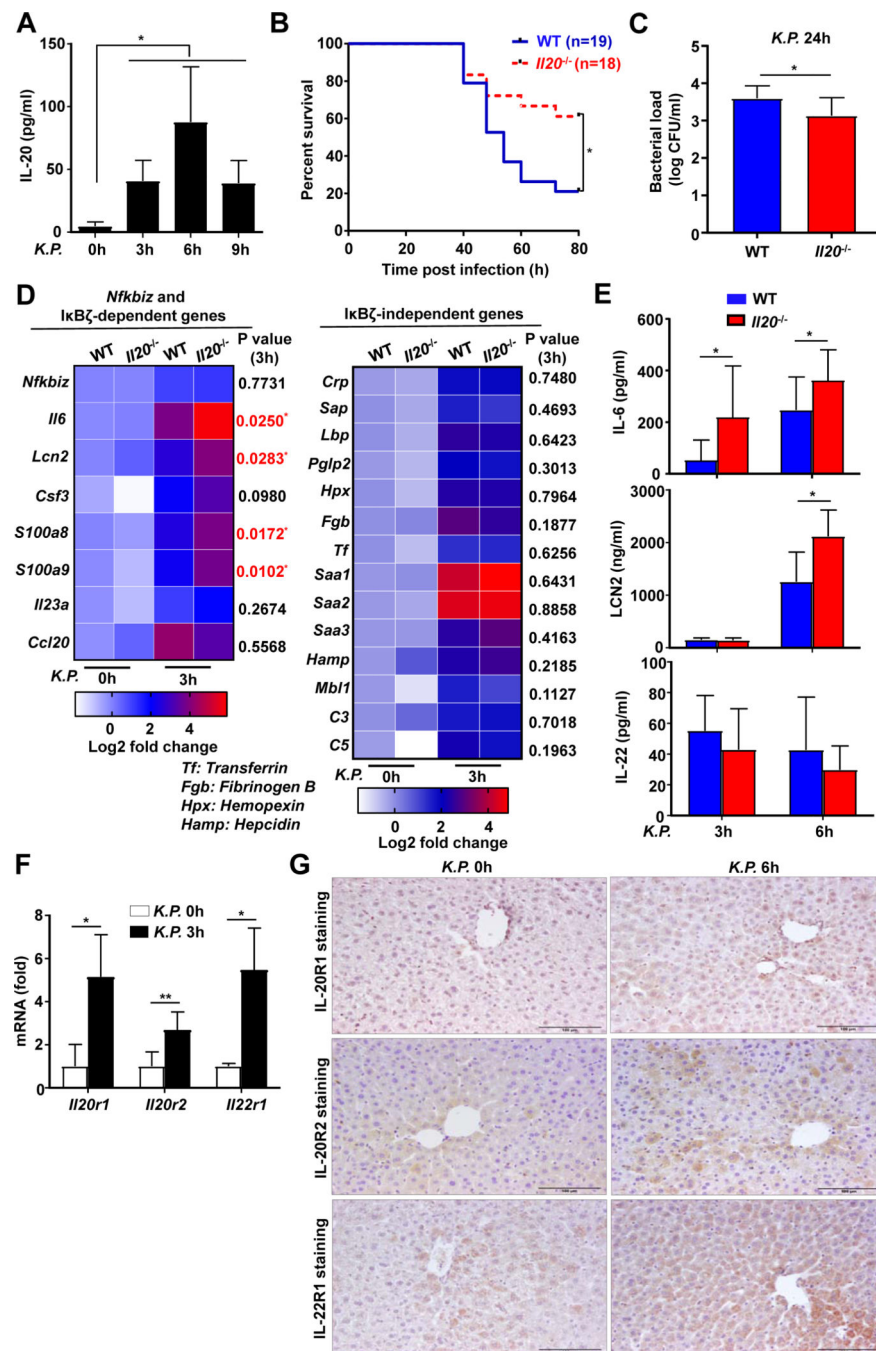 A
*
150
100
50
0
IL-20 (pg/ml)
K.P. 0h 3h 6h 9h
B
WT (n=19)
Il20-/- (n=18)
100
80
60
40
20
0
Percent survival
*
0 20 40 60 80
Time post infection (h)
C
K.P. 24h
*
5
4
3
2
1
0
Bacterial load
(log CFU/ml)
WT Il20-/-
D
Nfkbiz and
IκBζ-dependent genes
WT Il20-/- WT Il20-/- P value
(3h)
Nfkbiz 0.7731
Il6 0.0250*
Lcn2 0.0283*
Csf3 0.0980
S100a8 0.0172*
S100a9 0.0102*
Il23a 0.2674
Ccl20 0.5568
K.P. 0h 3h
0 2 4
Log2 fold change
Tf: Transferrin
Fgb: Fibrinogen B
Hpx: Hemopexin
Hamp: Hepcidin
IκBζ-independent genes
WT Il20-/- WT Il20-/- P value
(3h)
Crp 0.7480
Sap 0.4693
Lbp 0.6423
Pglp2 0.3013
Hpx 0.7964
Fgb 0.1877
Tf 0.6256
Saa1 0.6431
Saa2 0.8858
Saa3 0.4163
Hamp 0.2185
Mbl1 0.1127
C3 0.7018
C5 0.1963
K.P. 0h 3h
0 2 4
Log2 fold change
E
WT
Il20-/-
600
400
200
0
IL-6 (pg/ml)
* *
3000
2000
1000
0
LCN2 (ng/ml)
*
100
80
60
40
20
0
IL-22 (pg/ml)
K.P. 3h 6h
F
K.P. 0h
K.P. 3h
8
6
4
2
0
mRNA (fold)
* ** *
Il20r1 Il20r2 Il22r1
G
K.P. 0h K.P. 6h
IL-20R1 staining
IL-20R2 staining
IL-22R1 staining